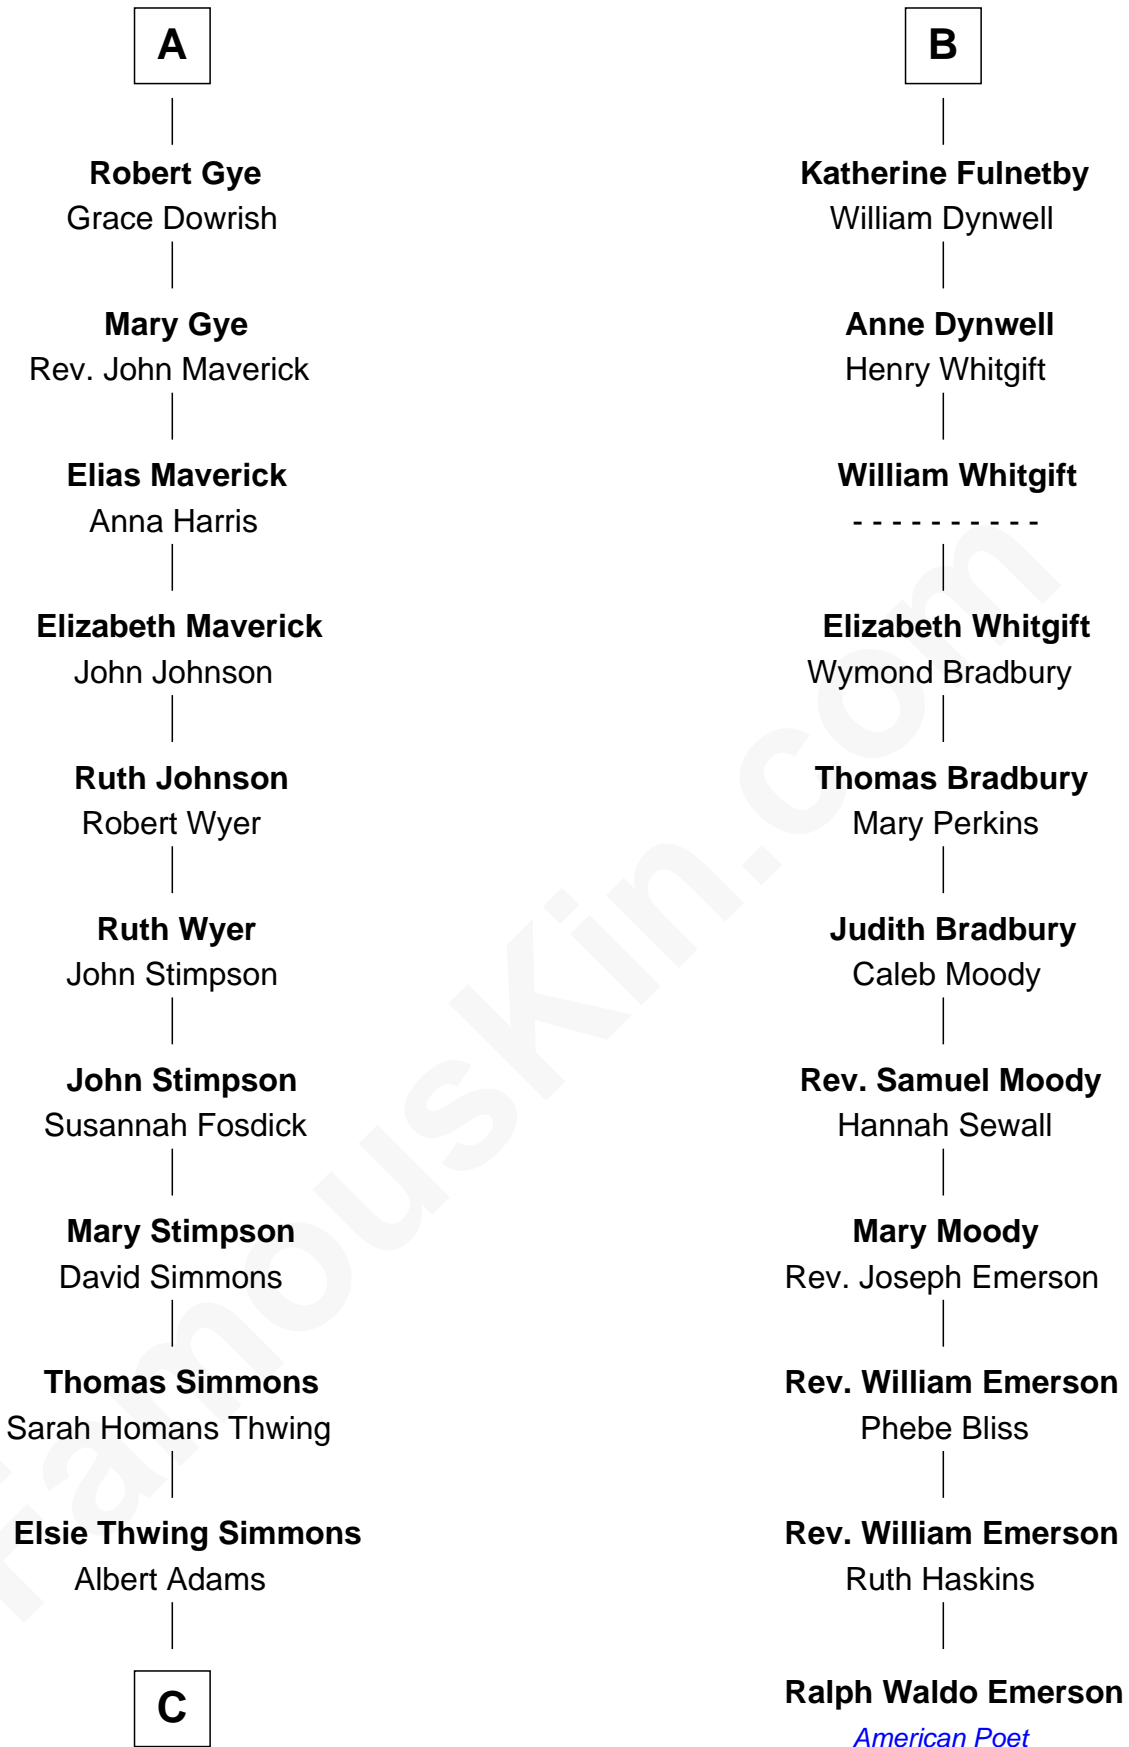 A
Robert Gye
Grace Dowrish
Mary Gye
Rev. John Maverick
Elias Maverick
Anna Harris
Elizabeth Maverick
John Johnson
Ruth Johnson
Robert Wyer
Ruth Wyer
John Stimpson
John Stimpson
Susannah Fosdick
Mary Stimpson
David Simmons
Thomas Simmons
Sarah Homans Thwing
Elsie Thwing Simmons
Albert Adams
C
B
Katherine Fulnetby
William Dynwell
Anne Dynwell
Henry Whitgift
William Whitgift
- - - - - - - - - -
Elizabeth Whitgift
Wymond Bradbury
Thomas Bradbury
Mary Perkins
Judith Bradbury
Caleb Moody
Rev. Samuel Moody
Hannah Sewall
Mary Moody
Rev. Joseph Emerson
Rev. William Emerson
Phebe Bliss
Rev. William Emerson
Ruth Haskins
Ralph Waldo Emerson
American Poet
FamousKin.com